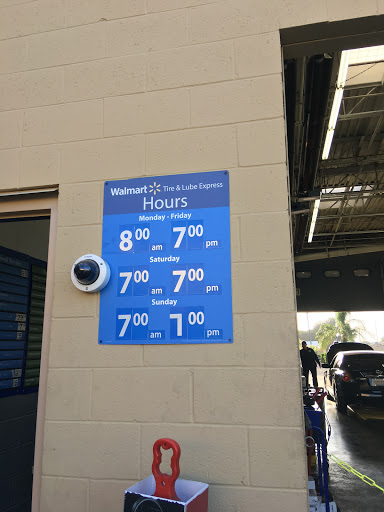 Walmart Tire & Lube Express
Hours
Monday - Friday
8 00 am 7 00 pm
Saturday
7 00 am 7 00 pm
Sunday
7 00 am 1 00 pm